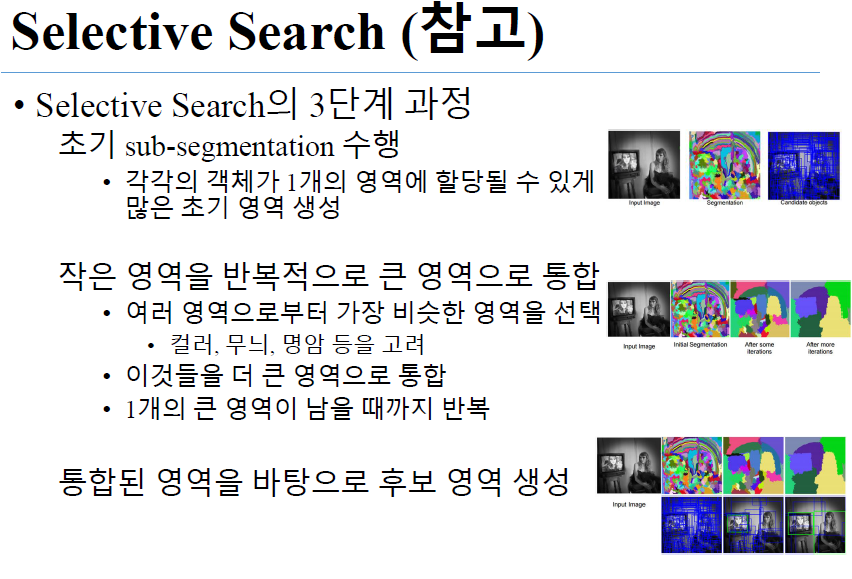 Selective Search (참고)
• Selective Search의 3단계 과정
초기 sub-segmentation 수행
• 각각의 객체가 1개의 영역에 할당될 수 있게
많은 초기 영역 생성
Input Image
Segmentation
Candidate objects
작은 영역을 반복적으로 큰 영역으로 통합
• 여러 영역으로부터 가장 비슷한 영역을 선택
• 컬러, 무늬, 명암 등을 고려
• 이것들을 더 큰 영역으로 통합
• 1개의 큰 영역이 남을 때까지 반복
Input Image
Initial Segmentation
After some
iterations
After more
iterations
통합된 영역을 바탕으로 후보 영역 생성
Input Image